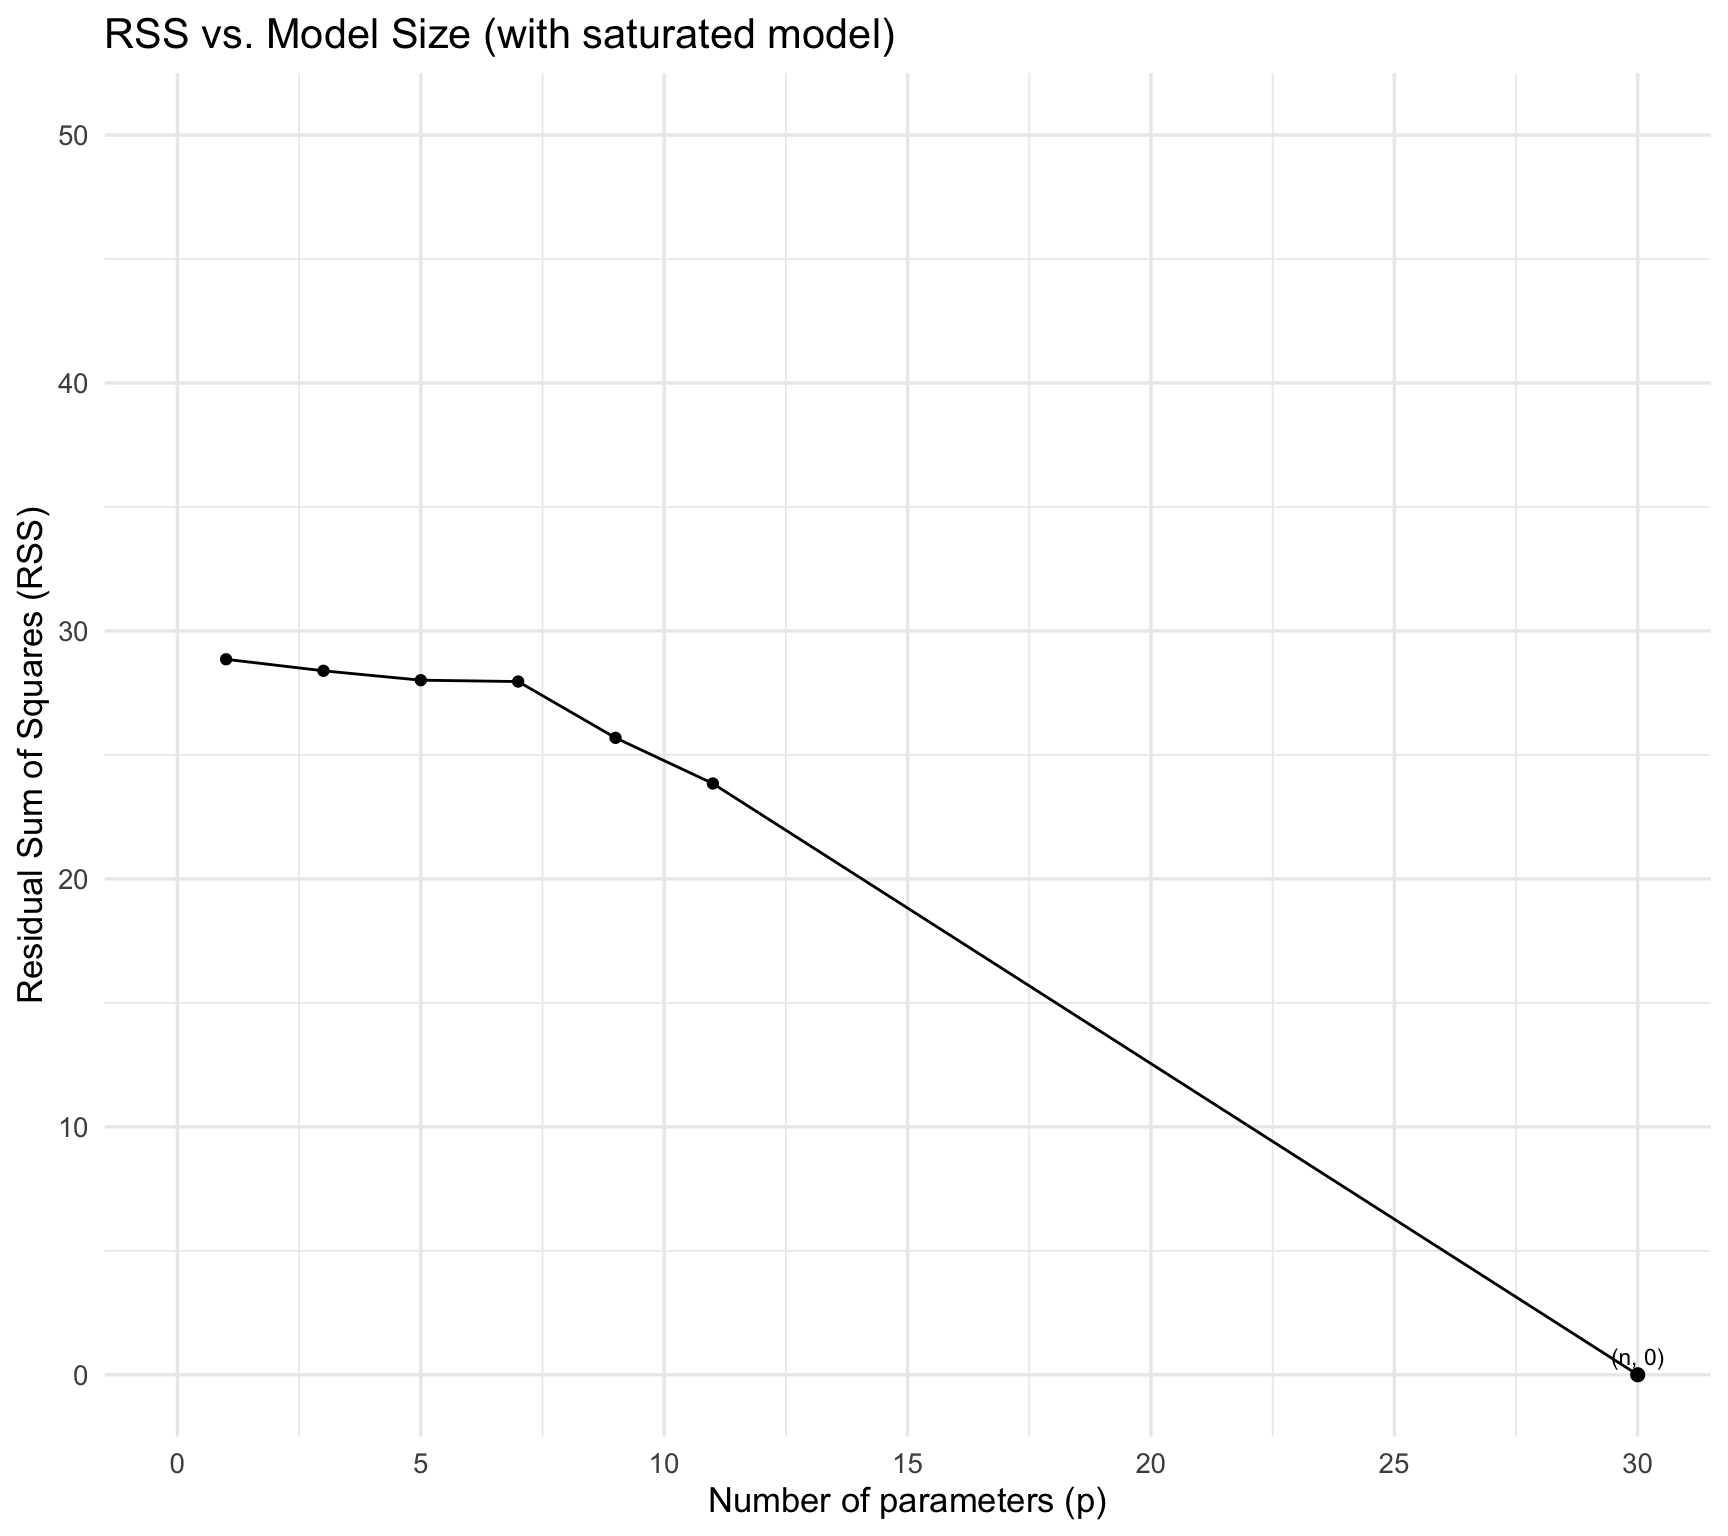 RSS vs. Model Size (with saturated model)
Residual Sum of Squares (RSS)
50
40
30
20
10
0
(n, 0)
0 5 10 15 20 25 30
Number of parameters (p)